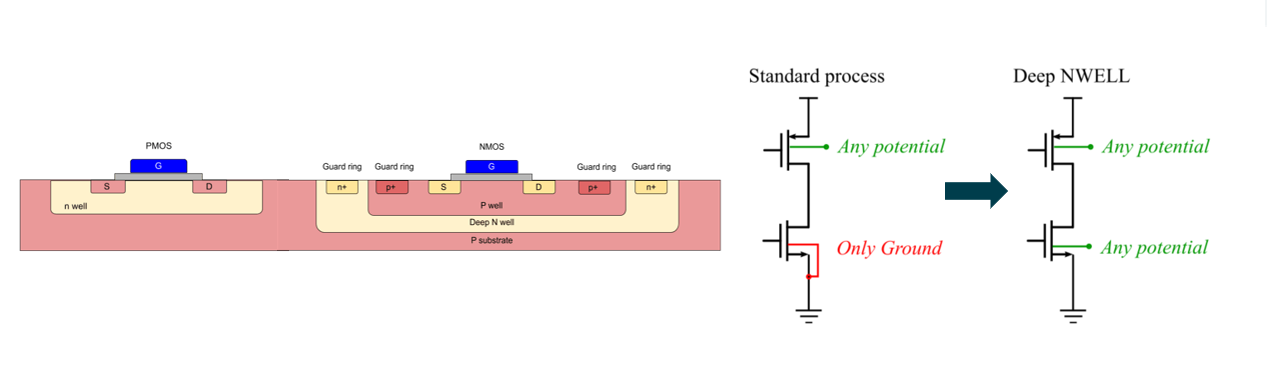 PMOS
G
S
D
n well
NMOS
G
Guard ring
Guard ring
Guard ring
Guard ring
n+
p+
S
D
p+
n+
P well
Deep N well
P substrate
Standard process
Any potential
Only Ground
Deep NWELL
Any potential
Any potential